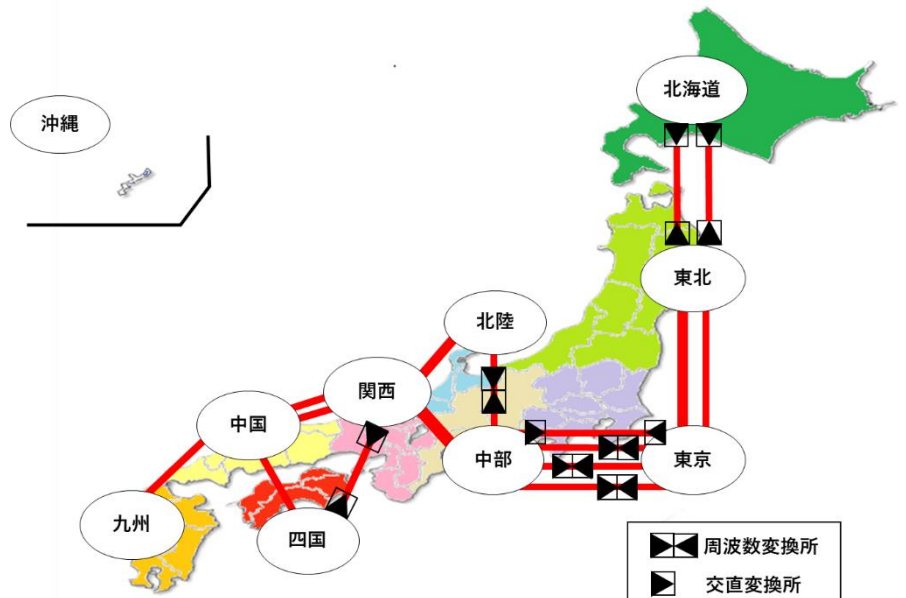 北海道
沖縄
東北
北陸
関西
中国
中部
東京
九州
四国
周波数変換所
交直変換所